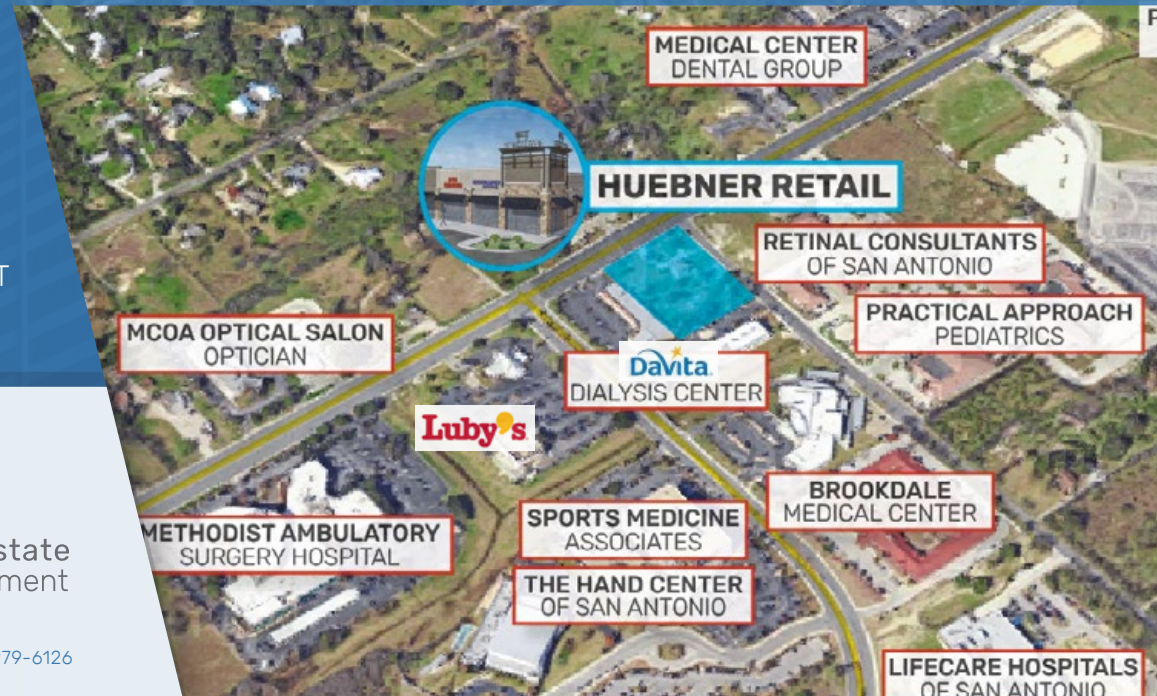 P
MEDICAL CENTER
DENTAL GROUP
HUEBNER RETAIL
RETINAL CONSULTANTS
OF SAN ANTONIO
T
PRACTICAL APPROACH
PEDIATRICS
MCOA OPTICAL SALON
OPTICIAN
DaVita
DIALYSIS CENTER
Luby's
BROOKDALE
MEDICAL CENTER
SPORTS MEDICINE
ASSOCIATES
METHODIST AMBULATORY
SURGERY HOSPITAL
state
ment
THE HAND CENTER
OF SAN ANTONIO
979-6126
LIFECARE HOSPITALS
OF SAN ANTONIO